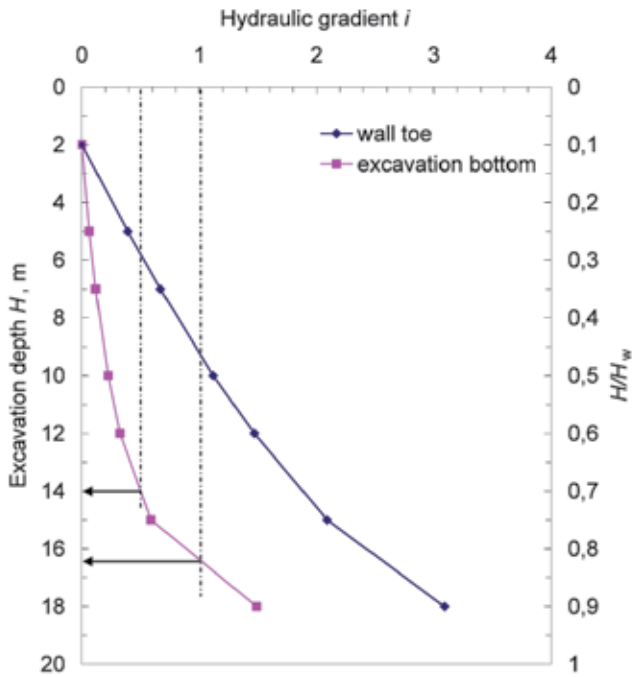 Hydraulic gradient i
0 1 2 3 4
0 0
2 0,1
4 0,2
6 0,3
8 0,4
10 0,5
12 0,6
14 0,7
16 0,8
18 0,9
20 1
wall toe
excavation bottom
Excavation depth H, m
H/Hw